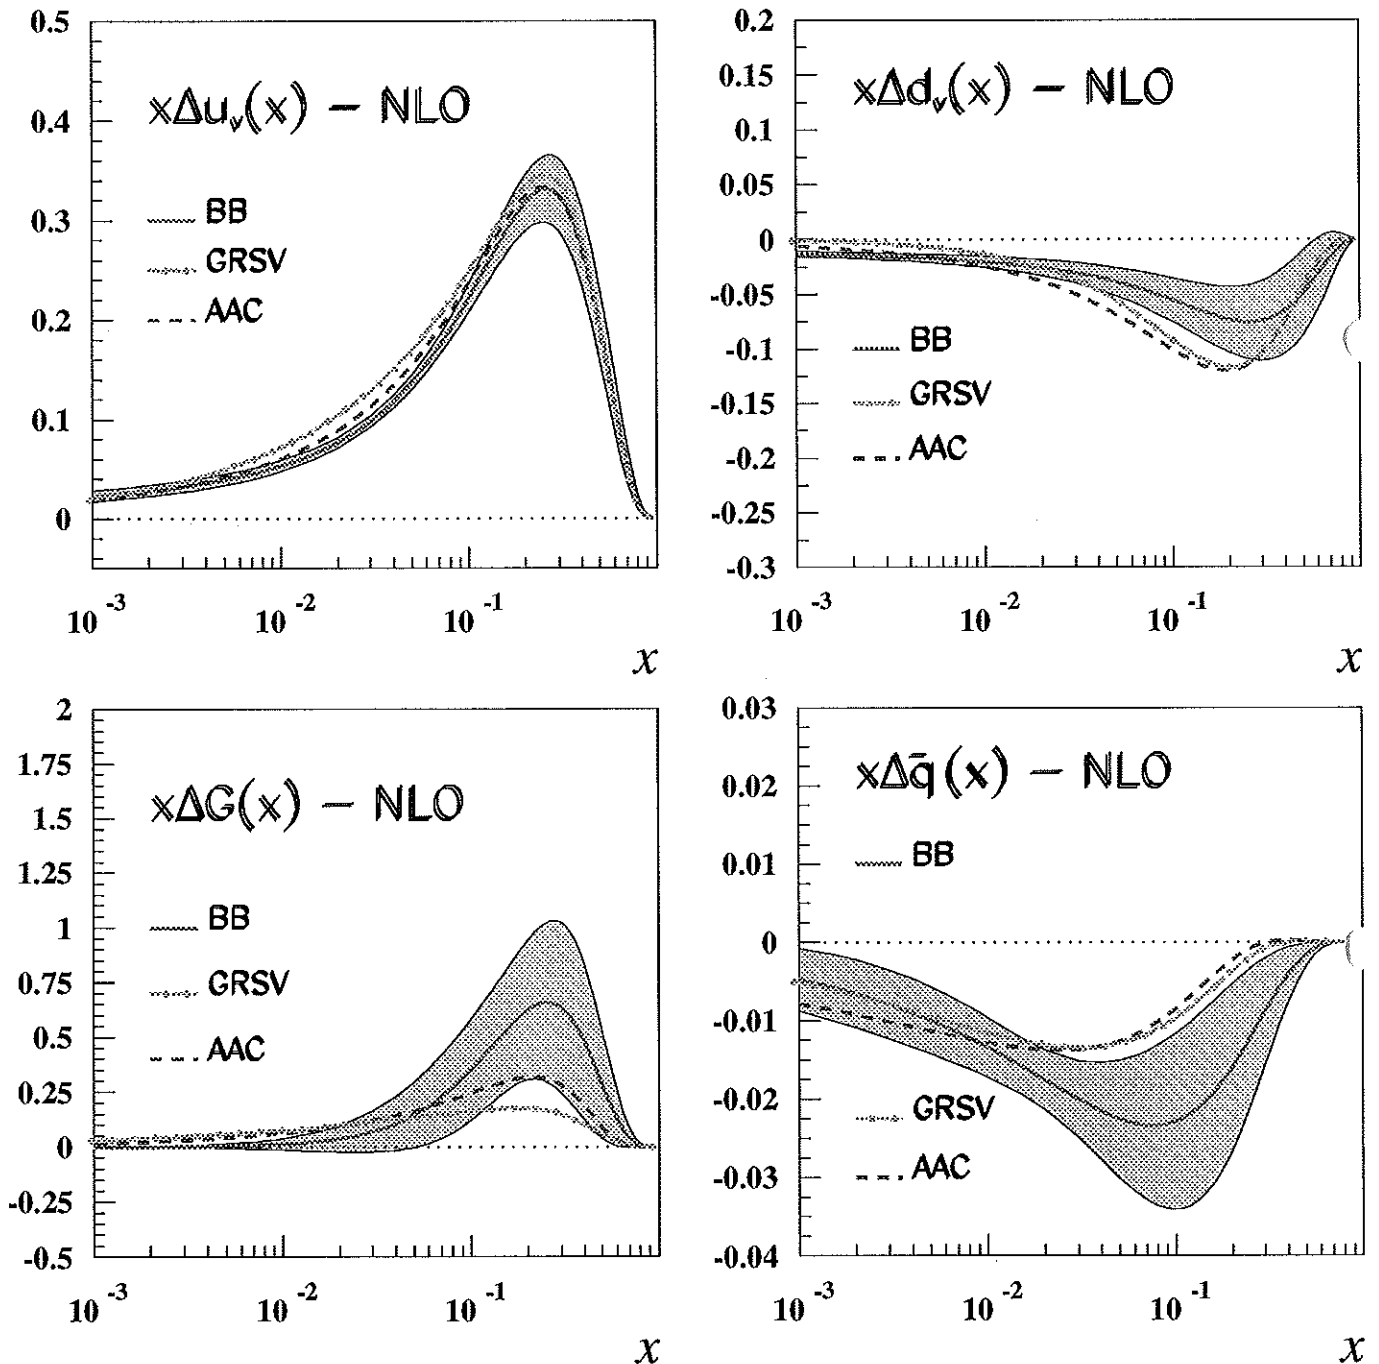 xΔu_v(x) – NLO
0.5
0.4
0.3
0.2
0.1
0
BB
GRSV
AAC
10^-3
10^-2
10^-1
x
xΔd_v(x) – NLO
0.2
0.15
0.1
0.05
0
-0.05
-0.1
-0.15
-0.2
-0.25
-0.3
BB
GRSV
AAC
10^-3
10^-2
10^-1
x
xΔG(x) – NLO
2
1.75
1.5
1.25
1
0.75
0.5
0.25
0
-0.25
-0.5
BB
GRSV
AAC
10^-3
10^-2
10^-1
x
xΔq̄(x) – NLO
0.03
0.02
0.01
0
-0.01
-0.02
-0.03
-0.04
BB
GRSV
AAC
10^-3
10^-2
10^-1
x